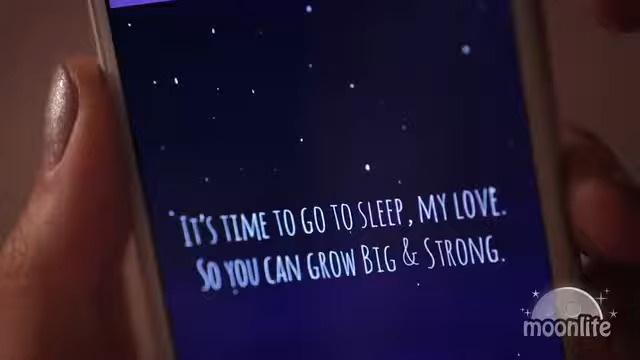 It's time to go to sleep, my love.
So you can grow Big & Strong.
moonlite